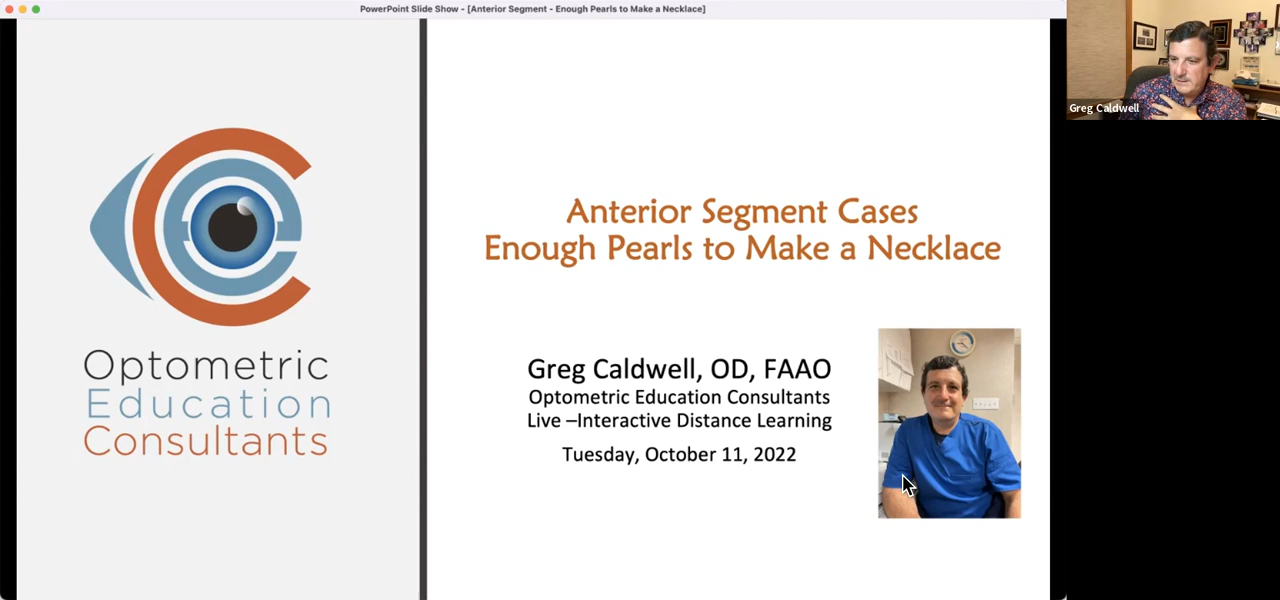 PowerPoint Slide Show - [Anterior Segment - Enough Pearls to Make a Necklace]
Greg Caldwell
Optometric
Education
Consultants
Anterior Segment Cases
Enough Pearls to Make a Necklace
Greg Caldwell, OD, FAAO
Optometric Education Consultants
Live –Interactive Distance Learning
Tuesday, October 11, 2022